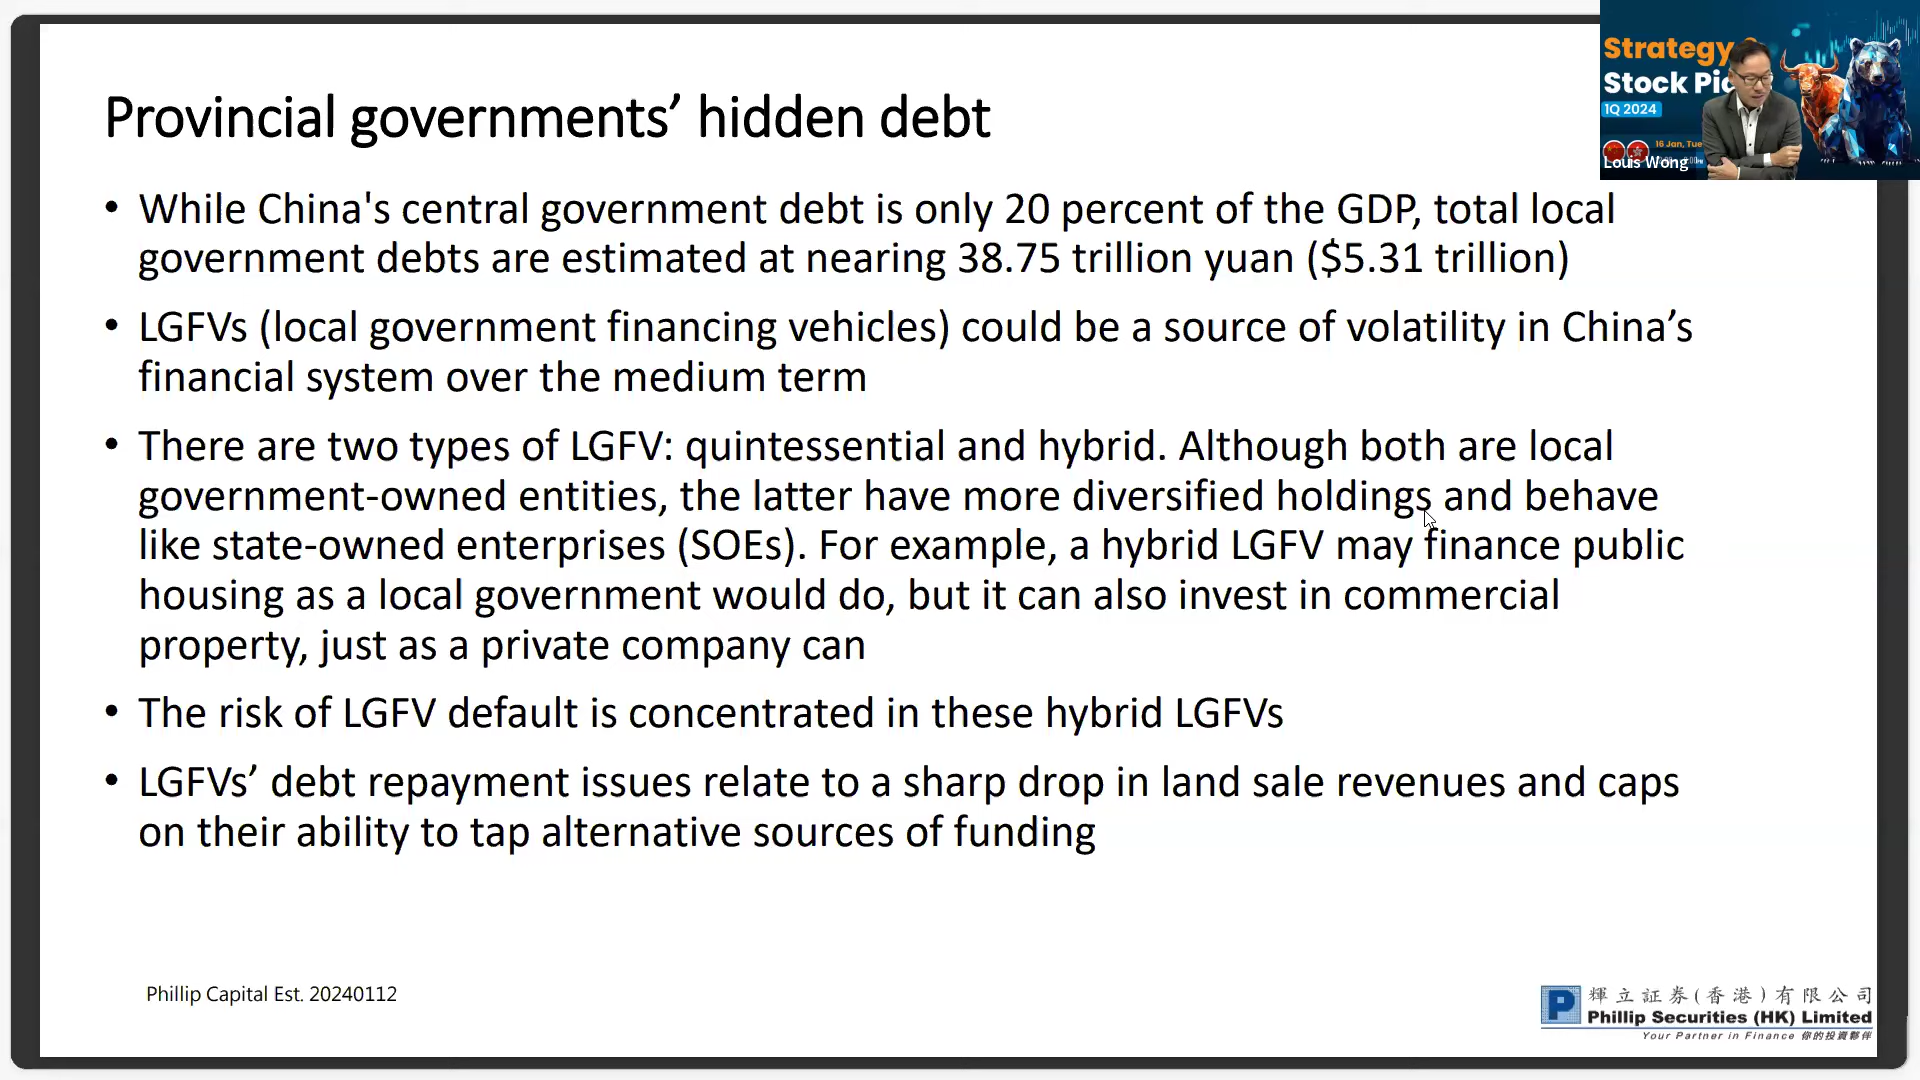 Provincial governments’ hidden debt
Strategy
Stock Pic
1Q 2024
16 Jan, Tue
Louis Wong
• While China's central government debt is only 20 percent of the GDP, total local
government debts are estimated at nearing 38.75 trillion yuan ($5.31 trillion)
• LGFVs (local government financing vehicles) could be a source of volatility in China’s
financial system over the medium term
• There are two types of LGFV: quintessential and hybrid. Although both are local
government-owned entities, the latter have more diversified holdings and behave
like state-owned enterprises (SOEs). For example, a hybrid LGFV may finance public
housing as a local government would do, but it can also invest in commercial
property, just as a private company can
• The risk of LGFV default is concentrated in these hybrid LGFVs
• LGFVs’ debt repayment issues relate to a sharp drop in land sale revenues and caps
on their ability to tap alternative sources of funding
Phillip Capital Est. 20240112
P
輝立証券(香港)有限公司
Phillip Securities (HK) Limited
Your Partner in Finance 你的投資夥伴